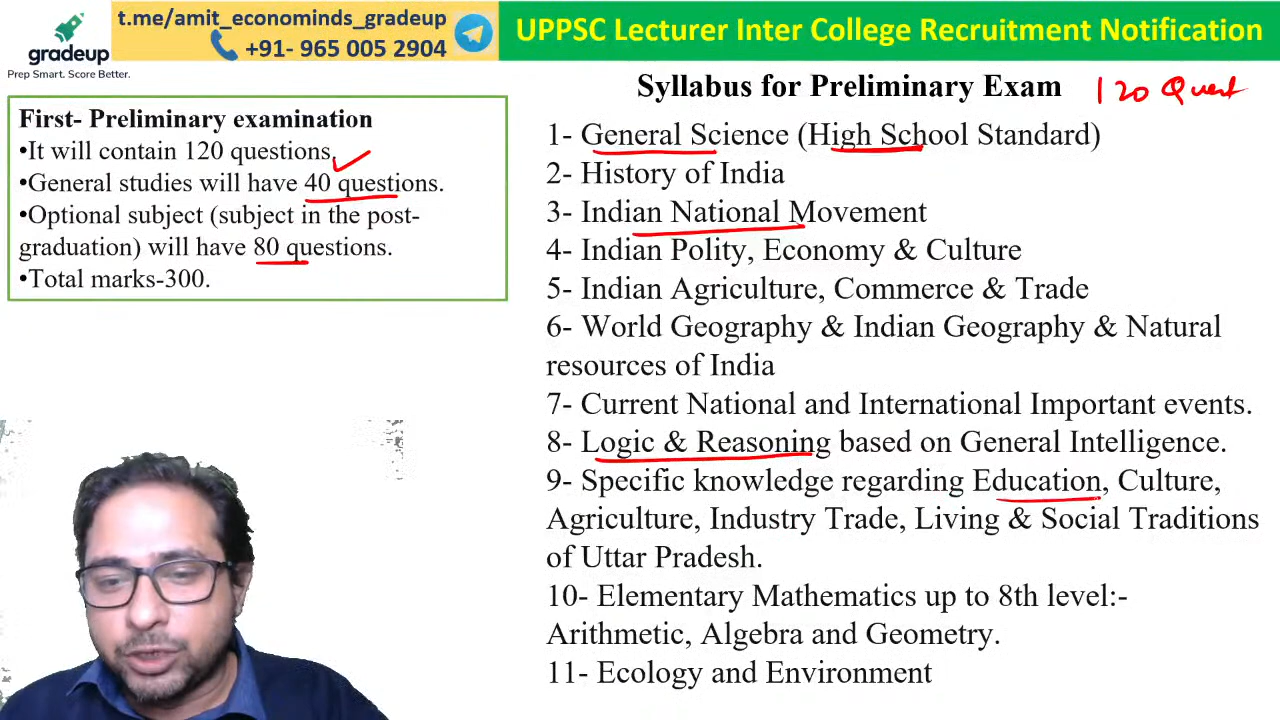 gradeup
Prep Smart. Score Better.
t.me/amit_econominds_gradeup
+91- 965 005 2904
UPPSC Lecturer Inter College Recruitment Notification
First- Preliminary examination
•It will contain 120 questions.
•General studies will have 40 questions.
•Optional subject (subject in the post-
graduation) will have 80 questions.
•Total marks-300.
Syllabus for Preliminary Exam
120 Quest
1- General Science (High School Standard)
2- History of India
3- Indian National Movement
4- Indian Polity, Economy & Culture
5- Indian Agriculture, Commerce & Trade
6- World Geography & Indian Geography & Natural
resources of India
7- Current National and International Important events.
8- Logic & Reasoning based on General Intelligence.
9- Specific knowledge regarding Education, Culture,
Agriculture, Industry Trade, Living & Social Traditions
of Uttar Pradesh.
10- Elementary Mathematics up to 8th level:-
Arithmetic, Algebra and Geometry.
11- Ecology and Environment